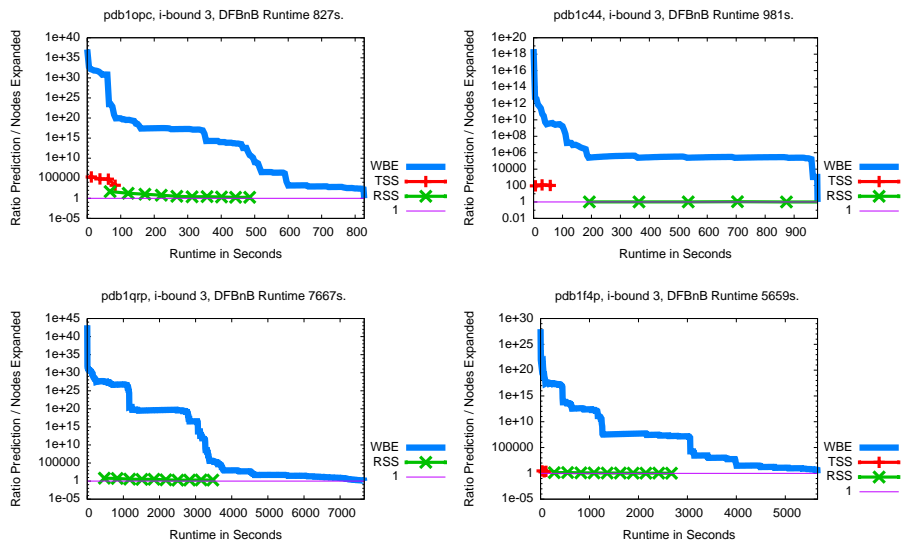 pdb1opc, i-bound 3, DFBnB Runtime 827s.
Ratio Prediction / Nodes Expanded
1e+40
1e+35
1e+30
1e+25
1e+20
1e+15
1e+10
100000
1
1e-05
0 100 200 300 400 500 600 700 800
Runtime in Seconds
WBE
TSS
RSS
1
pdb1c44, i-bound 3, DFBnB Runtime 981s.
Ratio Prediction / Nodes Expanded
1e+20
1e+18
1e+16
1e+14
1e+12
1e+10
1e+08
1e+06
10000
100
1
0.01
0 100 200 300 400 500 600 700 800 900
Runtime in Seconds
WBE
TSS
RSS
1
pdb1qrp, i-bound 3, DFBnB Runtime 7667s.
Ratio Prediction / Nodes Expanded
1e+45
1e+40
1e+35
1e+30
1e+25
1e+20
1e+15
1e+10
100000
1
1e-05
0 1000 2000 3000 4000 5000 6000 7000
Runtime in Seconds
WBE
RSS
1
pdb1f4p, i-bound 3, DFBnB Runtime 5659s.
Ratio Prediction / Nodes Expanded
1e+30
1e+25
1e+20
1e+15
1e+10
100000
1
1e-05
0 1000 2000 3000 4000 5000
Runtime in Seconds
WBE
TSS
RSS
1